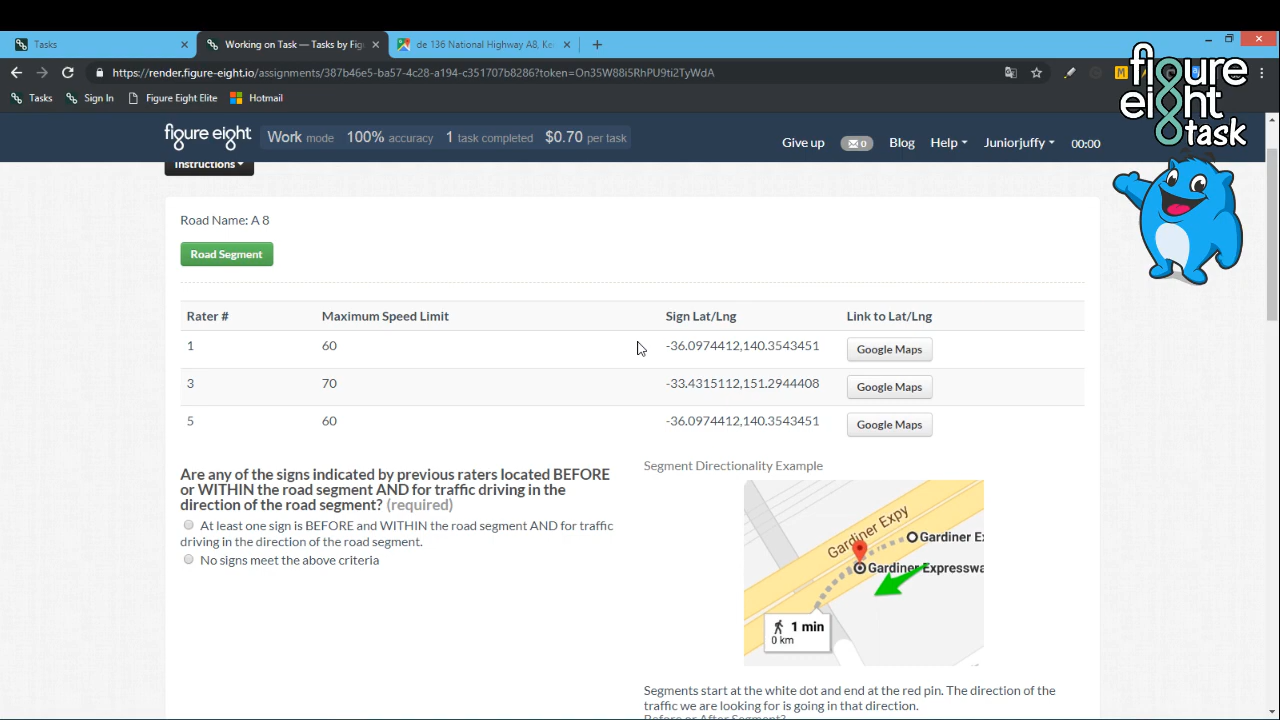 Tasks
Working on Task — Tasks by Fig
de 136 National Highway A8, Kei
https://render.figure-eight.io/assignments/387b46e5-ba57-4c28-a194-c351707b8286?token=On35W88i5RhPU9ti2TyWdA
Tasks Sign In Figure Eight Elite Hotmail
figure eight task
figure eight Work mode 100% accuracy 1 task completed $0.70 per task
Give up 0 Blog Help Juniorjuffy 00:00
Instructions
Road Name: A 8
Road Segment
Rater # Maximum Speed Limit Sign Lat/Lng Link to Lat/Lng
1 60 -36.0974412,140.3543451 Google Maps
3 70 -33.4315112,151.2944408 Google Maps
5 60 -36.0974412,140.3543451 Google Maps
Are any of the signs indicated by previous raters located BEFORE
or WITHIN the road segment AND for traffic driving in the
direction of the road segment? (required)
At least one sign is BEFORE and WITHIN the road segment AND for traffic
driving in the direction of the road segment.
No signs meet the above criteria
Segment Directionality Example
Gardiner Expy
Gardiner E
Gardiner Expresswa
1 min
0 km
Segments start at the white dot and end at the red pin. The direction of the
traffic we are looking for is going in that direction.
Before or After Segment?